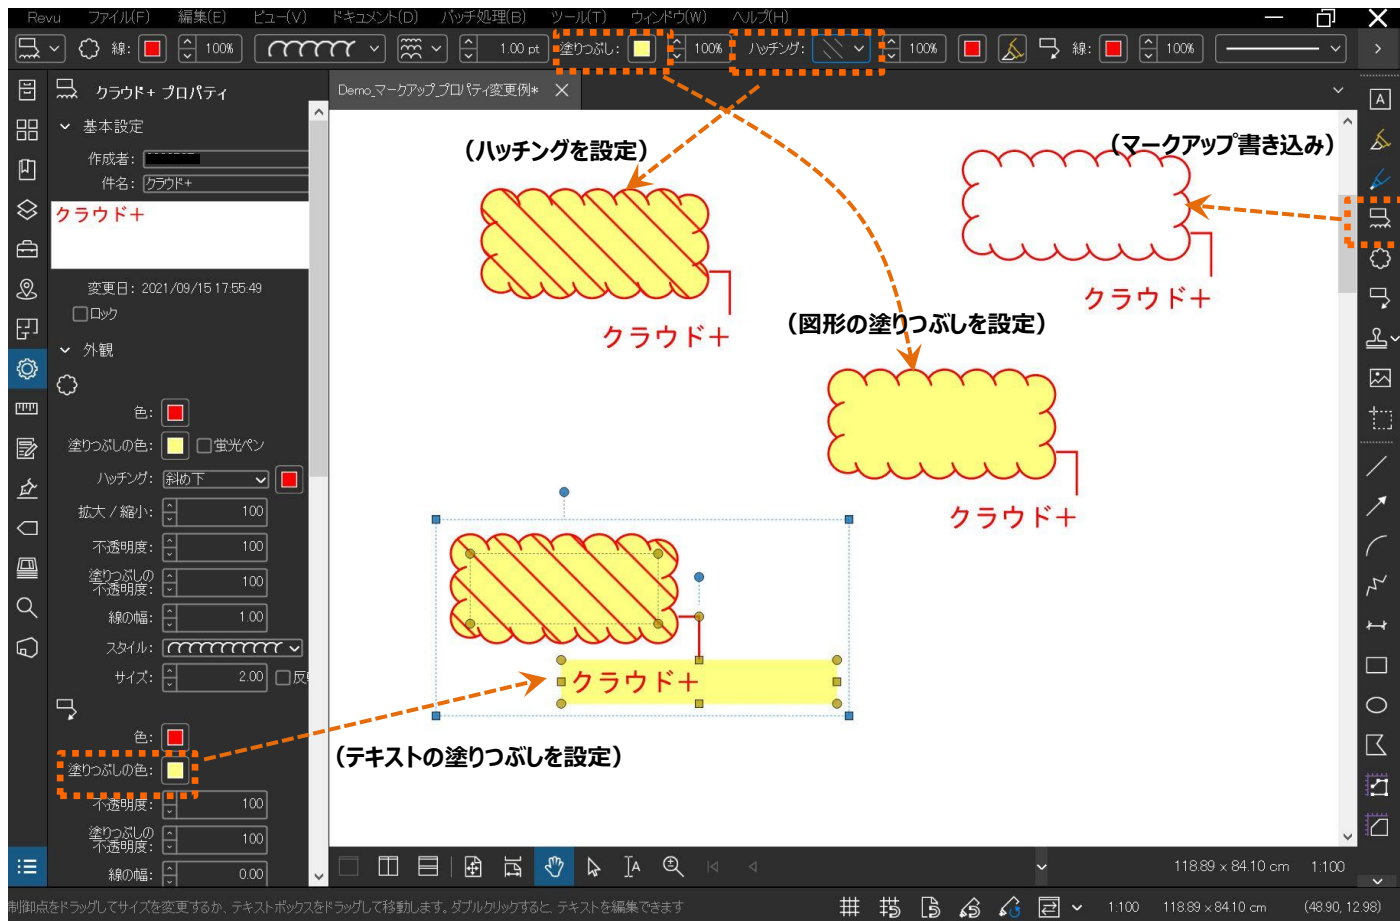 Revu ファイル(F) 編集(E) ビュー(V) ドキュメント(D) バッチ処理(B) ツール(T) ウィンドウ(W) ヘルプ(H)
線: 100% 1.00 pt 塗りつぶし: 100% ハッチング: 100% 線: 100%
クラウド+ プロパティ
Demo_マークアップ_プロパティ変更例*
基本設定
作成者:
件名: クラウド+
クラウド+
変更日: 2021/09/15 17:55:49
ロック
外観
色:
塗りつぶしの色: 蛍光ペン
ハッチング: 斜め下
拡大 / 縮小: 100
不透明度: 100
塗りつぶしの
不透明度: 100
線の幅: 1.00
スタイル:
サイズ: 2.00 反
色:
塗りつぶしの色:
不透明度: 100
塗りつぶしの
不透明度: 100
線の幅: 0.00
（ハッチングを設定）
クラウド+
（マークアップ書き込み）
クラウド+
（図形の塗りつぶしを設定）
クラウド+
クラウド+
（テキストの塗りつぶしを設定）
118.89 x 84.10 cm 1:100
制御点をドラッグしてサイズを変更するか、テキストボックスをドラッグして移動します。ダブルクリックすると、テキストを編集できます
1:100 118.89 x 84.10 cm (48.90, 12.98)